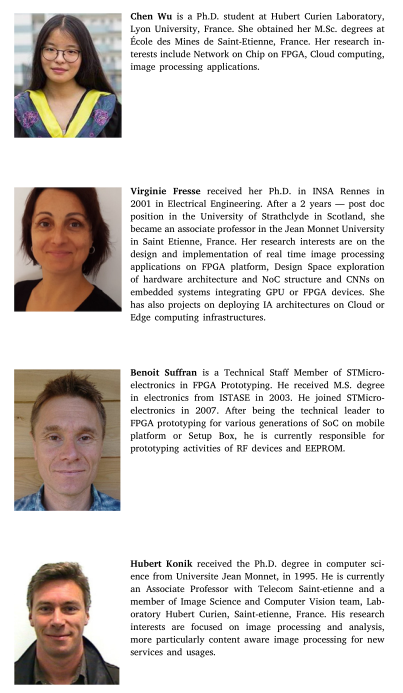 Chen Wu is a Ph.D. student at Hubert Curien Laboratory,
Lyon University, France. She obtained her M.Sc. degrees at
École des Mines de Saint-Etienne, France. Her research in-
terests include Network on Chip on FPGA, Cloud computing,
image processing applications.
Virginie Fresse received her Ph.D. in INSA Rennes in
2001 in Electrical Engineering. After a 2 years — post doc
position in the University of Strathclyde in Scotland, she
became an associate professor in the Jean Monnet University
in Saint Etienne, France. Her research interests are on the
design and implementation of real time image processing
applications on FPGA platform, Design Space exploration
of hardware architecture and NoC structure and CNNs on
embedded systems integrating GPU or FPGA devices. She
has also projects on deploying IA architectures on Cloud or
Edge computing infrastructures.
Benoit Suffran is a Technical Staff Member of STMicro-
electronics in FPGA Prototyping. He received M.S. degree
in electronics from ISTASE in 2003. He joined STMicro-
electronics in 2007. After being the technical leader to
FPGA prototyping for various generations of SoC on mobile
platform or Setup Box, he is currently responsible for
prototyping activities of RF devices and EEPROM.
Hubert Konik received the Ph.D. degree in computer sci-
ence from Universite Jean Monnet, in 1995. He is currently
an Associate Professor with Telecom Saint-etienne and a
member of Image Science and Computer Vision team, Lab-
oratory Hubert Curien, Saint-etienne, France. His research
interests are focused on image processing and analysis,
more particularly content aware image processing for new
services and usages.